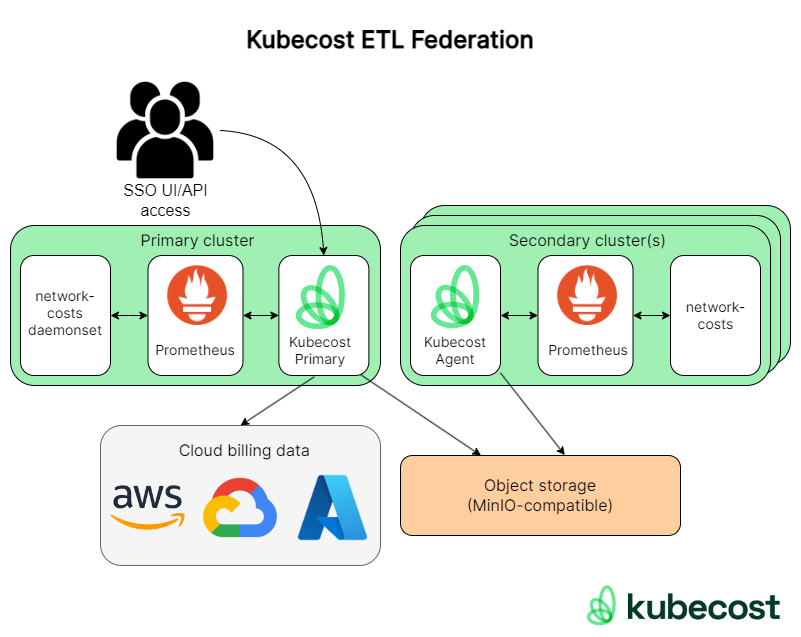 Kubecost ETL Federation
SSO UI/API
access
Primary cluster
network-
costs
daemonset
Prometheus
Kubecost
Primary
Secondary cluster(s)
Kubecost
Agent
Prometheus
network-
costs
Cloud billing data
aws
Object storage
(MinIO-compatible)
kubecost